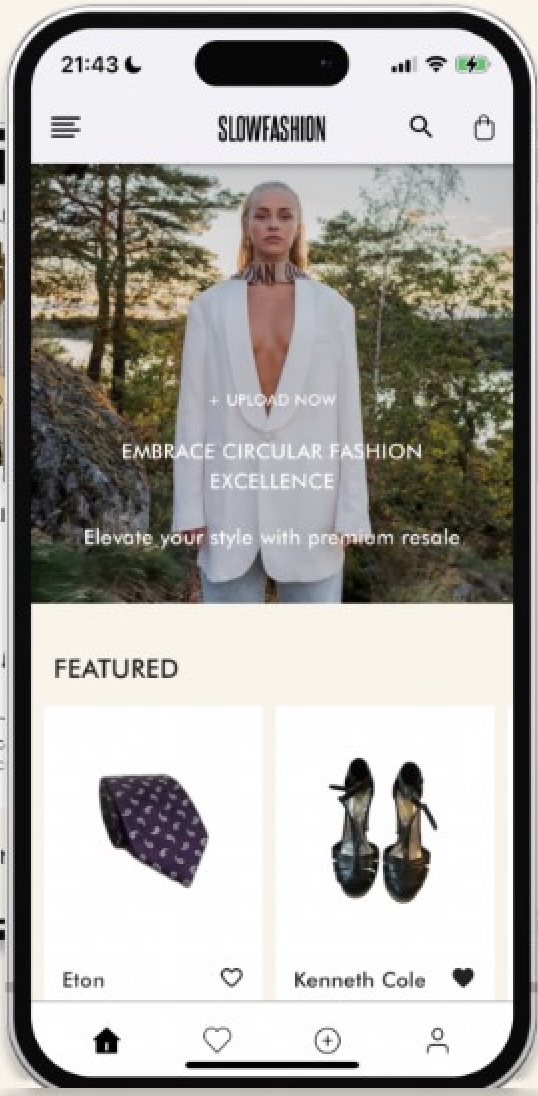 21:43
SLOWFASHION
+ UPLOAD NOW
EMBRACE CIRCULAR FASHION
EXCELLENCE
Elevate your style with premium resale
FEATURED
Eton
Kenneth Cole